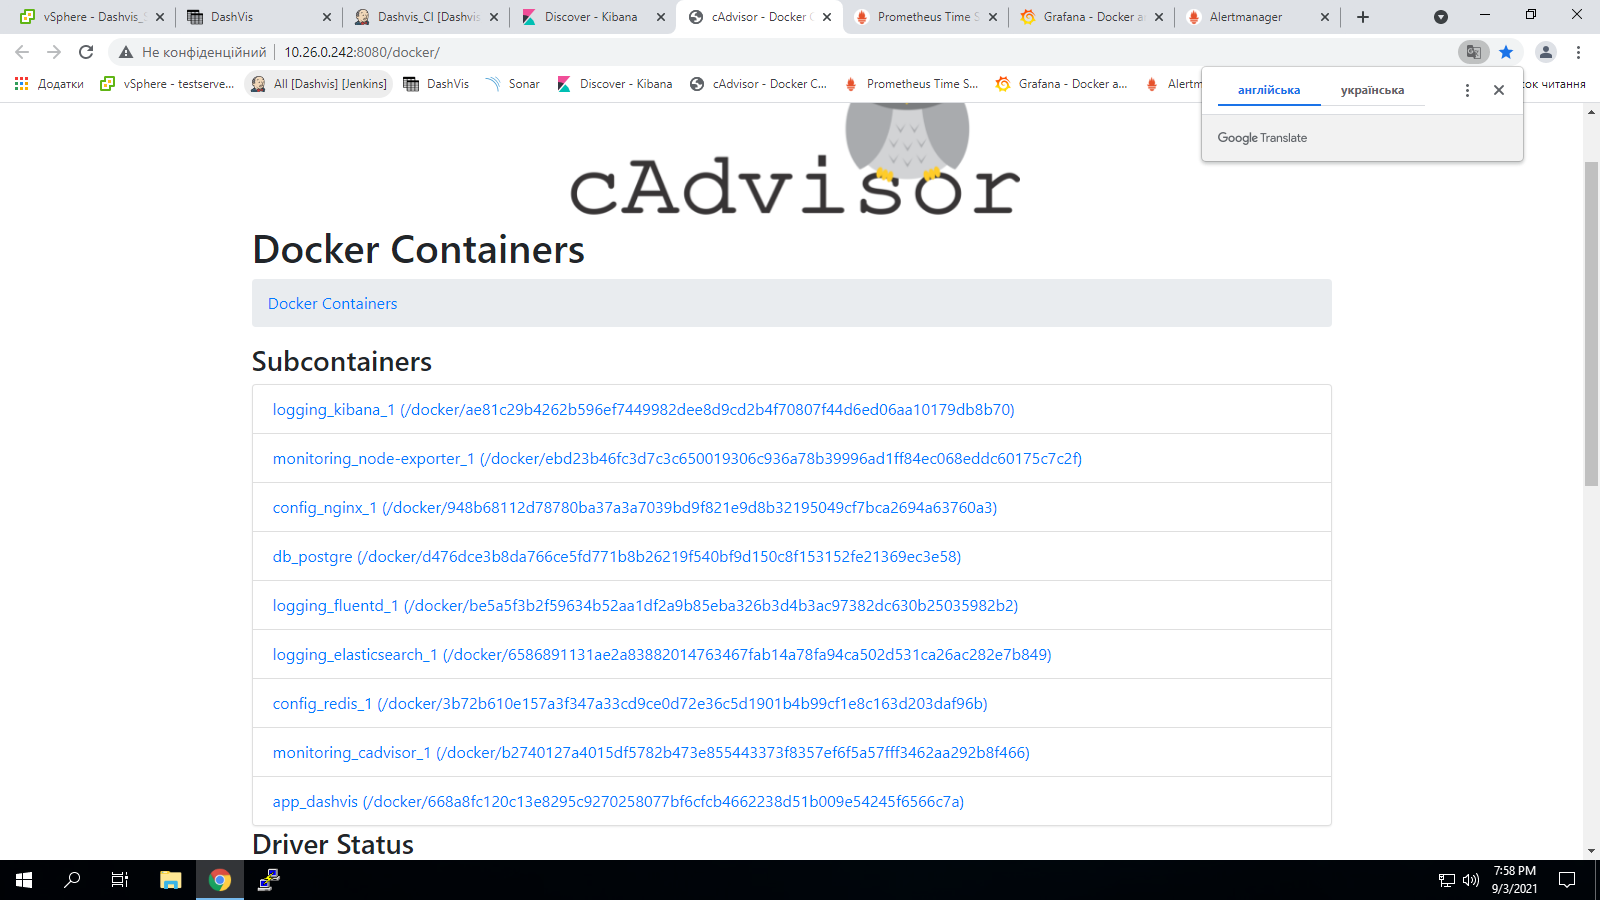 vSphere - Dashvis_
DashVis
Dashvis_CI [Dashvis
Discover - Kibana
cAdvisor - Docker
Prometheus Time S
Grafana - Docker a
Alertmanager
Не конфіденційний
10.26.0.242:8080/docker/
Додатки
vSphere - testserve...
All [Dashvis] [Jenkins]
DashVis
Sonar
Discover - Kibana
cAdvisor - Docker C...
Prometheus Time S...
Grafana - Docker a...
Alertm
читання
англійська
українська
Google Translate
cAdvisor
Docker Containers
Docker Containers
Subcontainers
logging_kibana_1 (/docker/ae81c29b4262b596ef7449982dee8d9cd2b4f70807f44d6ed06aa10179db8b70)
monitoring_node-exporter_1 (/docker/ebd23b46fc3d7c3c650019306c936a78b39996ad1ff84ec068eddc60175c7c2f)
config_nginx_1 (/docker/948b68112d78780ba37a3a7039bd9f821e9d8b32195049cf7bca2694a63760a3)
db_postgre (/docker/d476dce3b8da766ce5fd771b8b26219f540bf9d150c8f153152fe21369ec3e58)
logging_fluentd_1 (/docker/be5a5f3b2f59634b52aa1df2a9b85eba326b3d4b3ac97382dc630b25035982b2)
logging_elasticsearch_1 (/docker/6586891131ae2a83882014763467fab14a78fa94ca502d531ca26ac282e7b849)
config_redis_1 (/docker/3b72b610e157a3f347a33cd9ce0d72e36c5d1901b4b99cf1e8c163d203daf96b)
monitoring_cadvisor_1 (/docker/b2740127a4015df5782b473e855443373f8357ef6f5a57fff3462aa292b8f466)
app_dashvis (/docker/668a8fc120c13e8295c9270258077bf6cfcb4662238d51b009e54245f6566c7a)
Driver Status
7:58 PM
9/3/2021